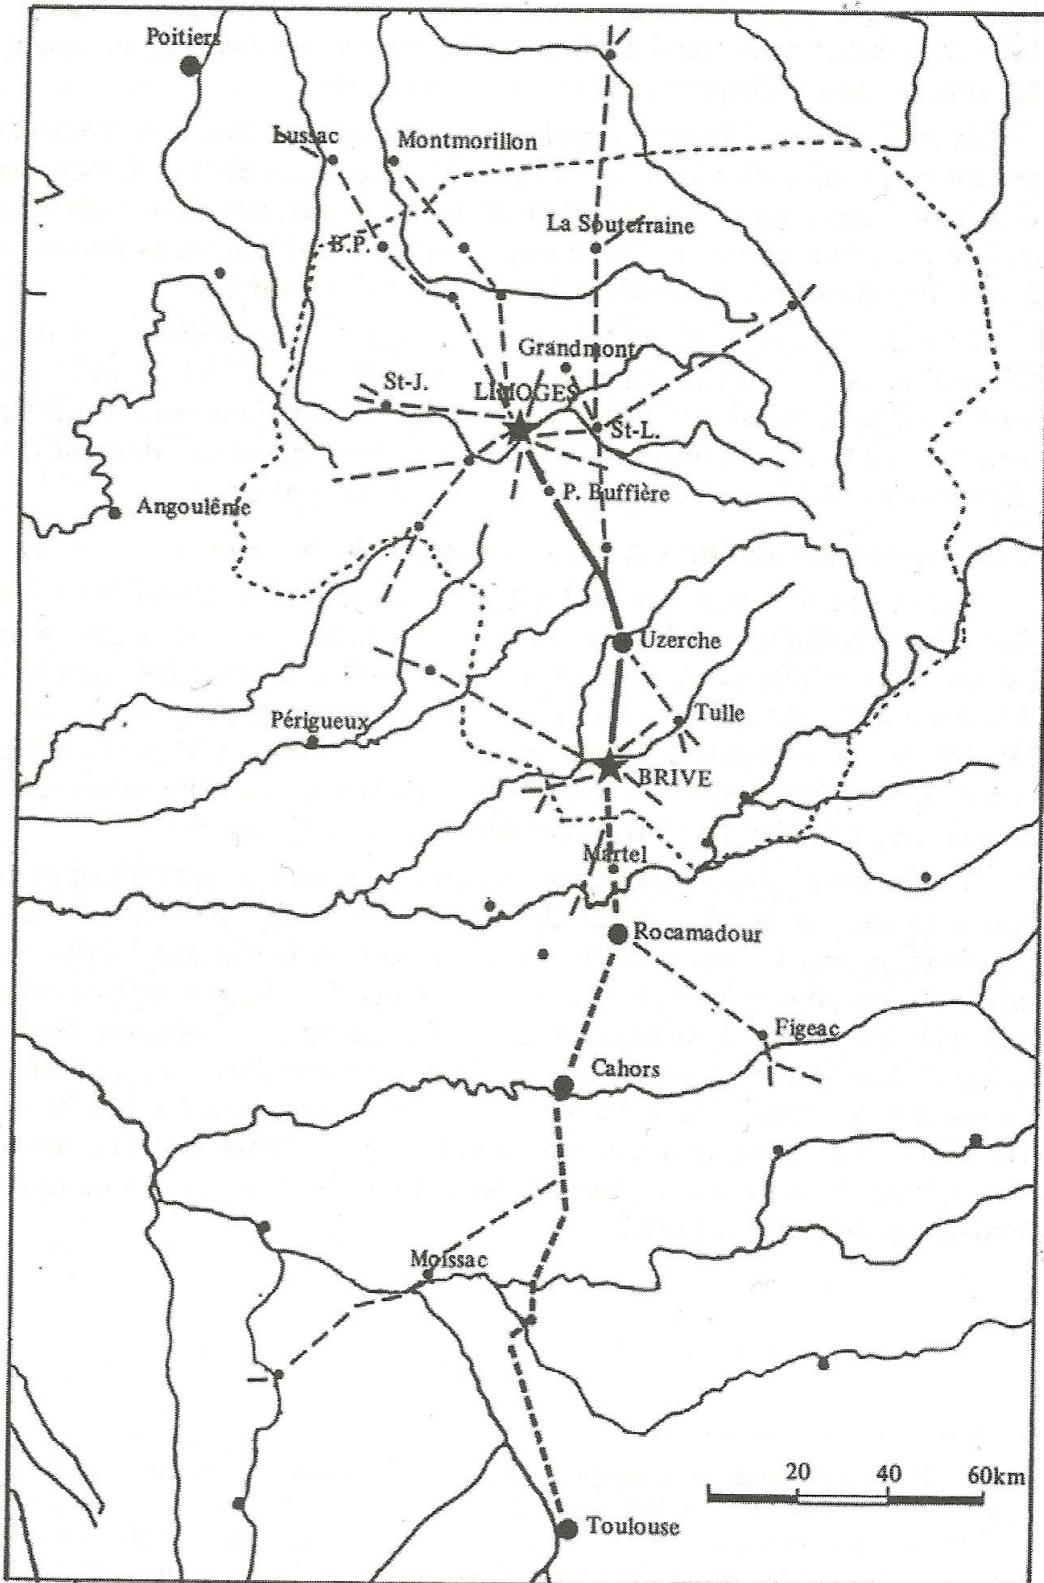 Poitiers
Lussac
Montmorillon
La Souterraine
B.P.
Grandmont
St-J.
LIMOGES
St-L.
P. Buffière
Angoulême
Uzerche
Tulle
Périgueux
BRIVE
Martel
Rocamadour
Figeac
Cahors
Moissac
20 40 60km
Toulouse